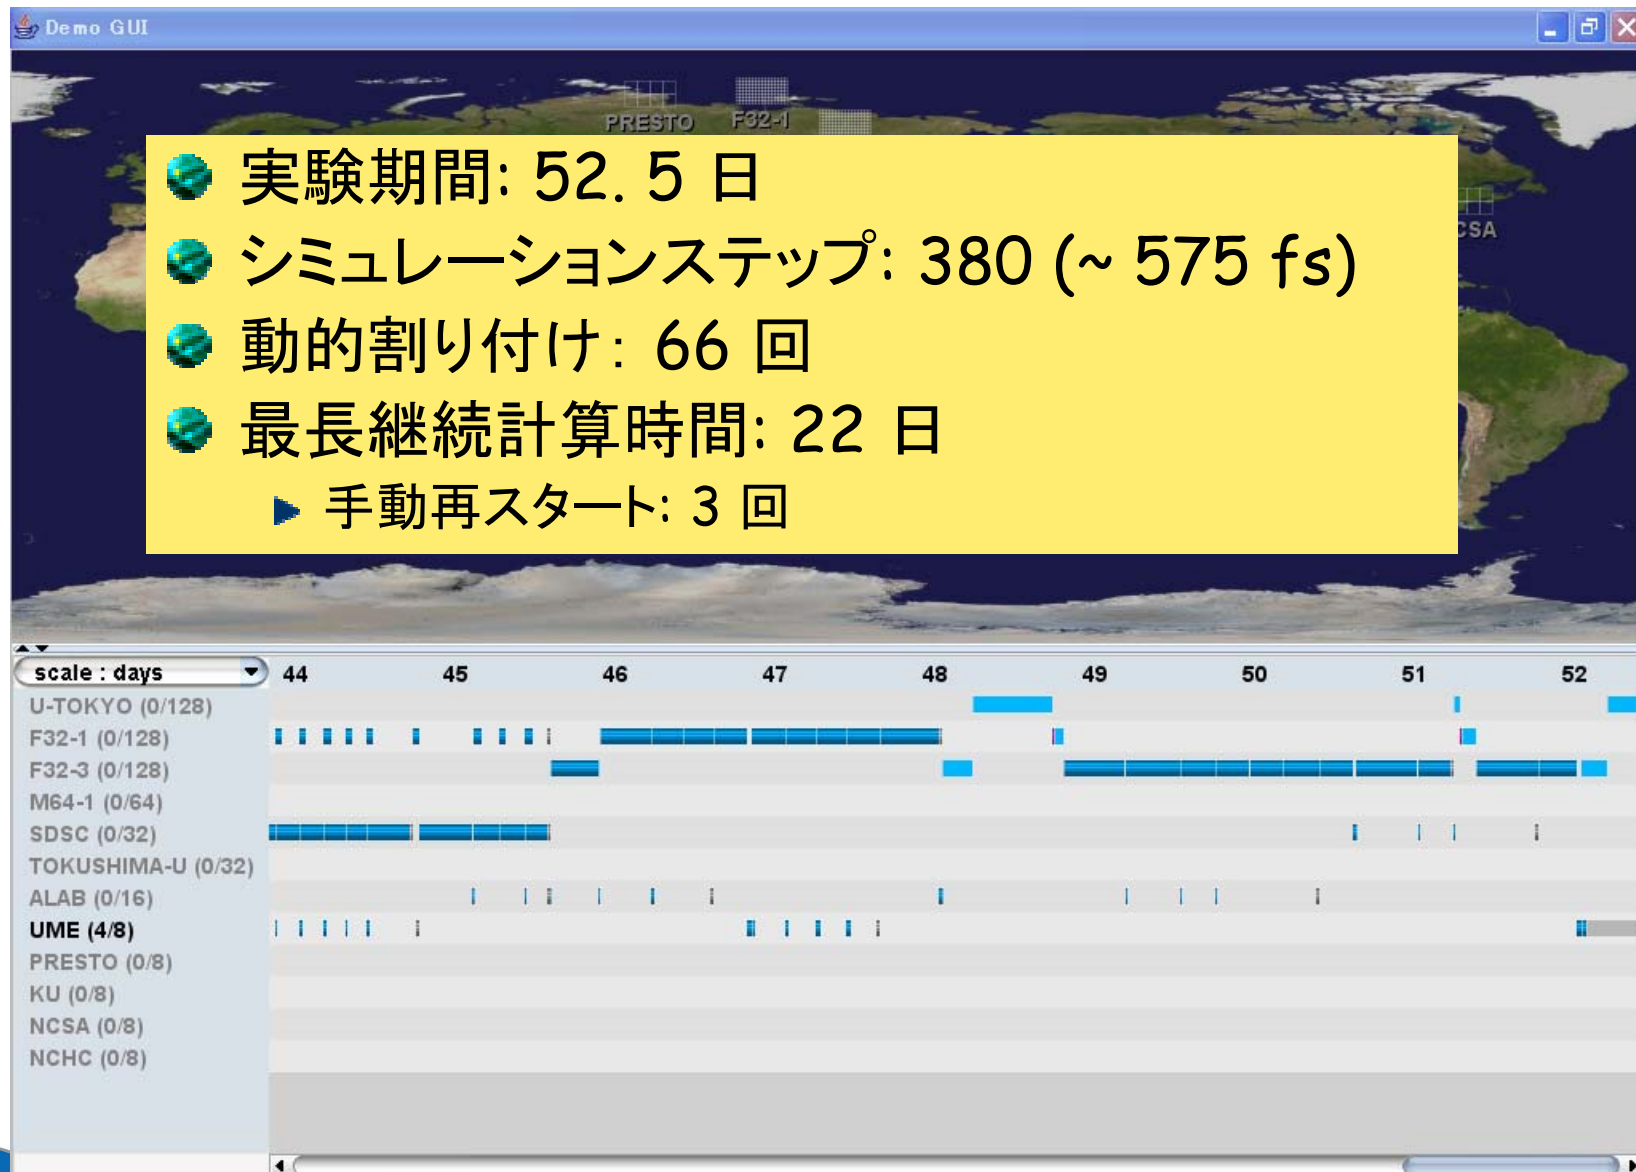 Demo GUI
PRESTO F32-1
実験期間: 52.5 日
シミュレーションステップ: 380 (~ 575 fs)
CSA
動的割り付け: 66 回
最長継続計算時間: 22 日
手動再スタート: 3 回
scale : days 44 45 46 47 48 49 50 51 52
U-TOKYO (0/128)
F32-1 (0/128)
F32-3 (0/128)
M64-1 (0/64)
SDSC (0/32)
TOKUSHIMA-U (0/32)
ALAB (0/16)
UME (4/8)
PRESTO (0/8)
KU (0/8)
NCSA (0/8)
NCHC (0/8)